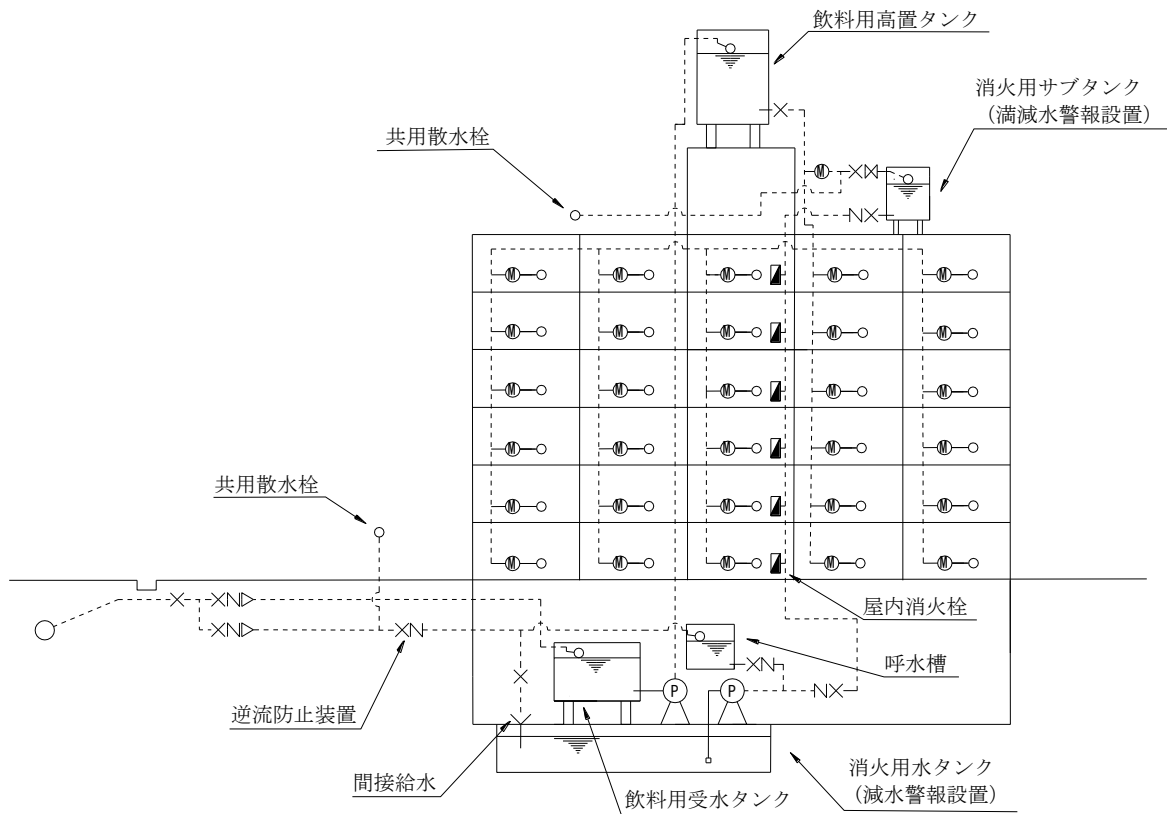 飲料用高置タンク
消火用サブタンク
（満減水警報設置）
共用散水栓
M
M M M M M
M M M M M
M M M M M
M M M M M
M M M M M
共用散水栓
M M M M M
屋内消火栓
呼水槽
P P
逆流防止装置
間接給水
飲料用受水タンク
消火用水タンク
（減水警報設置）